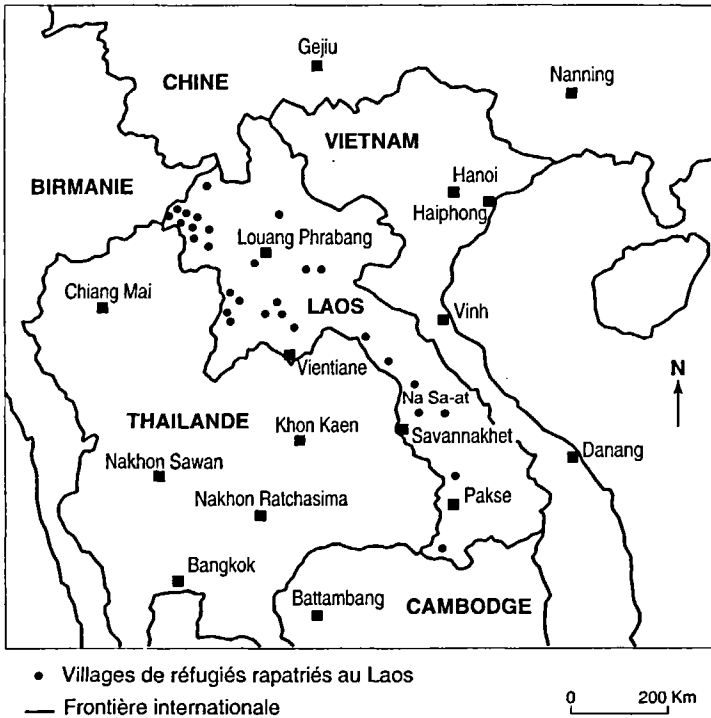 Gejiu
CHINE
Nanning
VIETNAM
Hanoi
BIRMANIE
Haiphong
Louang Phrabang
Chiang Mai
LAOS
Vinh
Vientiane
N
Na Sa-at
THAILANDE
Khon Kaen
Savannakhet
Danang
Nakhon Sawan
Nakhon Ratchasima
Pakse
Bangkok
Battambang
CAMBODGE
Villages de réfugiés rapatriés au Laos
Frontière internationale
0 200 Km